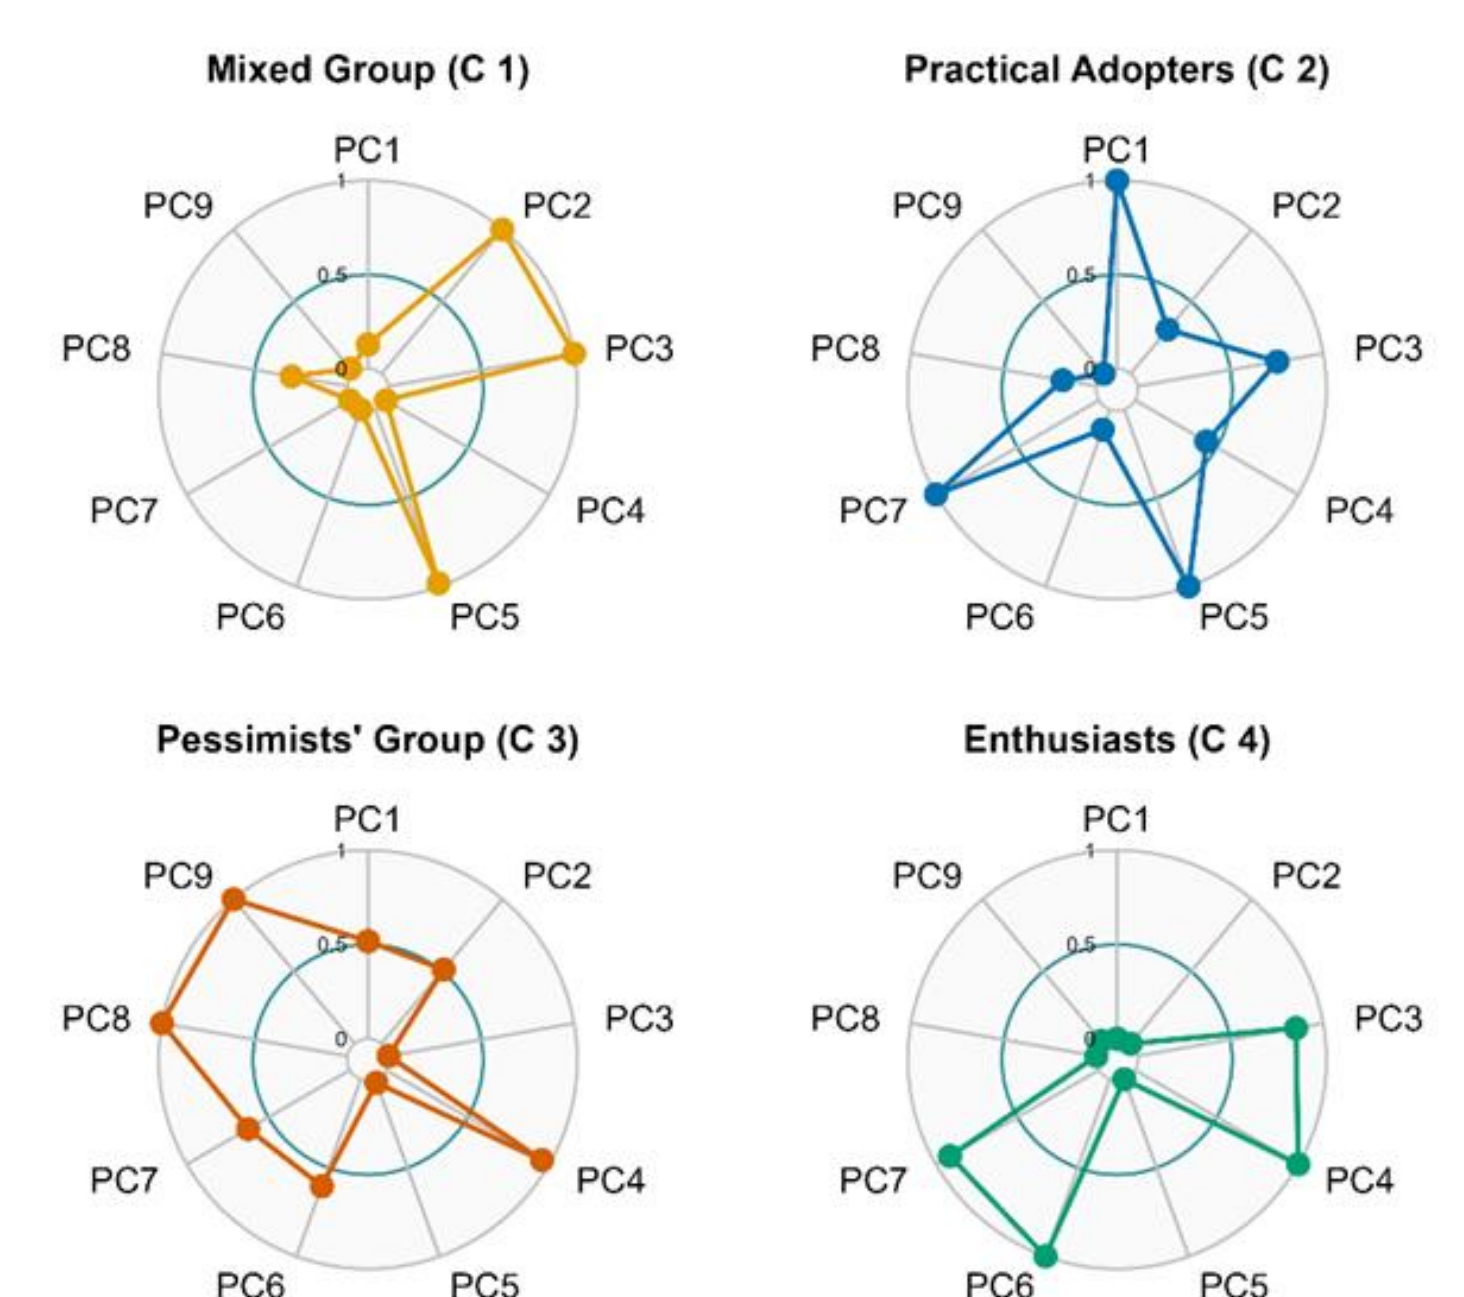 Mixed Group (C 1)
PC1
PC2
PC3
PC4
PC5
PC6
PC7
PC8
PC9
1
0.5
0
Practical Adopters (C 2)
PC1
PC2
PC3
PC4
PC5
PC6
PC7
PC8
PC9
1
0.5
0
Pessimists' Group (C 3)
PC1
PC2
PC3
PC4
PC5
PC6
PC7
PC8
PC9
1
0.5
0
Enthusiasts (C 4)
PC1
PC2
PC3
PC4
PC5
PC6
PC7
PC8
PC9
1
0.5
0